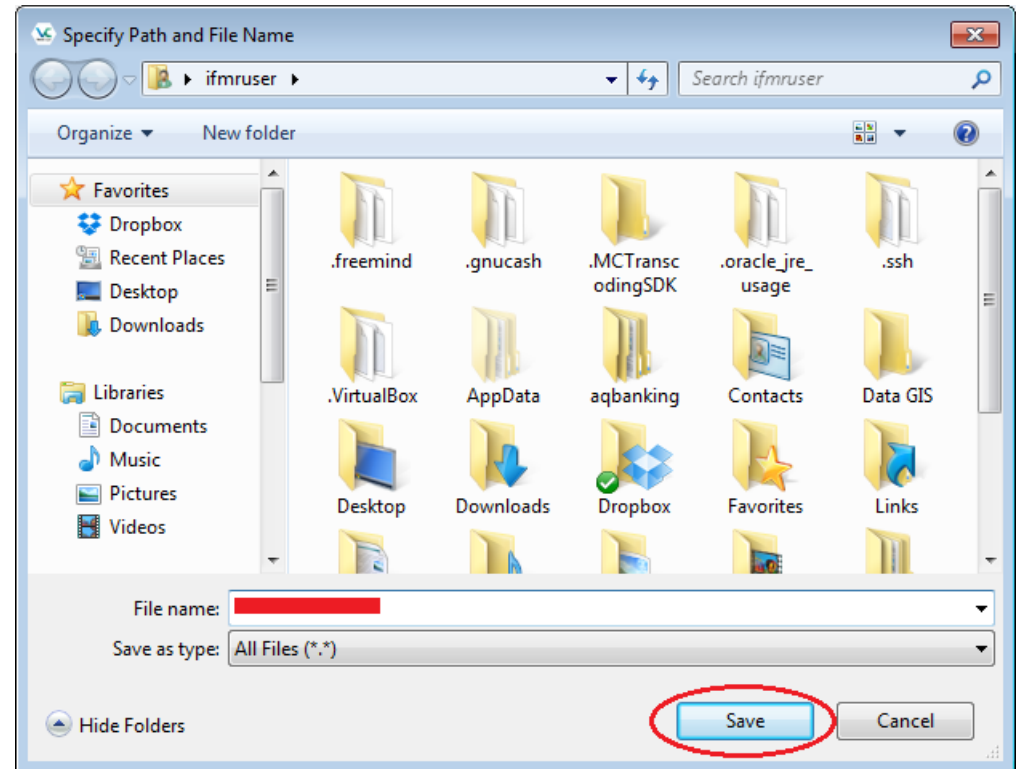 Specify Path and File Name
ifmruser
Search ifmruser
Organize
New folder
Favorites
Dropbox
Recent Places
Desktop
Downloads
Libraries
Documents
Music
Pictures
Videos
.freemind
.gnucash
.MCTransc
odingSDK
.oracle_jre_
usage
.ssh
.VirtualBox
AppData
aqbanking
Contacts
Data GIS
Desktop
Downloads
Dropbox
Favorites
Links
File name:
Save as type: All Files (*.*)
Hide Folders
Save
Cancel